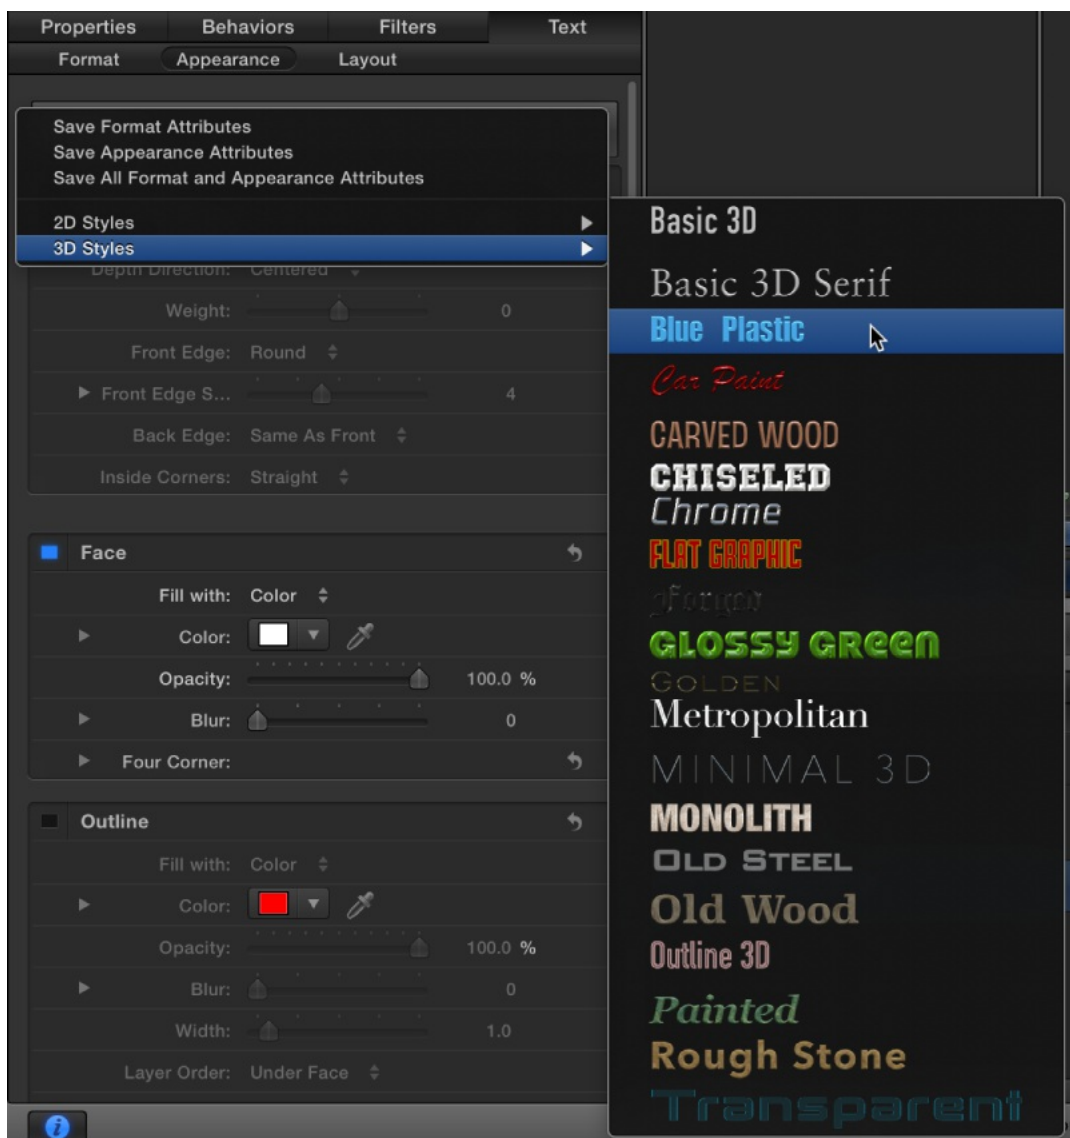 Properties Behaviors Filters Text
Format Appearance Layout
Save Format Attributes
Save Appearance Attributes
Save All Format and Appearance Attributes
2D Styles
3D Styles
Depth Direction: Centered
Weight: 0
Front Edge: Round
Front Edge S... 4
Back Edge: Same As Front
Inside Corners: Straight
Face
Fill with: Color
Color:
Opacity: 100.0 %
Blur: 0
Four Corner:
Outline
Fill with: Color
Color:
Opacity: 100.0 %
Blur: 0
Width: 1.0
Layer Order: Under Face
Basic 3D
Basic 3D Serif
Blue Plastic
Car Paint
CARVED WOOD
CHISELED
Chrome
FLAT GRAPHIC
Forged
GLOSSY GREEN
GOLDEN
Metropolitan
MINIMAL 3D
MONOLITH
OLD STEEL
Old Wood
Outline 3D
Painted
Rough Stone
Transparent